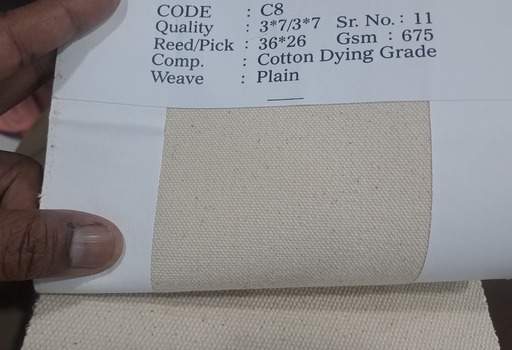 CODE : C8
Quality : 3*7/3*7 Sr. No. : 11
Reed/Pick : 36*26 Gsm : 675
Comp. : Cotton Dying Grade
Weave : Plain